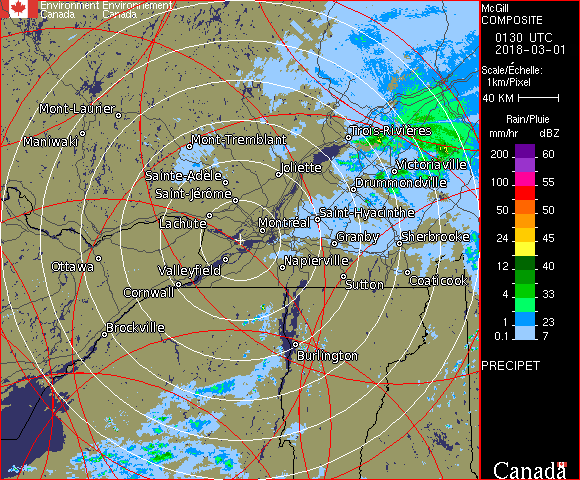 Environment Environnement
Canada Canada
McGill
COMPOSITE
0130 UTC
2018-03-01
Scale/Échelle:
1km/Pixel
40 KM
Rain/Pluie
mm/hr dBZ
200 60
100 55
50 50
24 45
12 40
4 33
1 23
0.1 7
PRECIPET
Canada
Mont-Laurier
Maniwaki
Mont-Tremblant
Trois-Rivières
Sainte-Adèle
Joliette
Victoriaville
Saint-Jérôme
Drummondville
Lachute
Montréal
Saint-Hyacinthe
Granby
Sherbrooke
Ottawa
Valleyfield
Napierville
Cornwall
Sutton
Coaticook
Brockville
Burlington